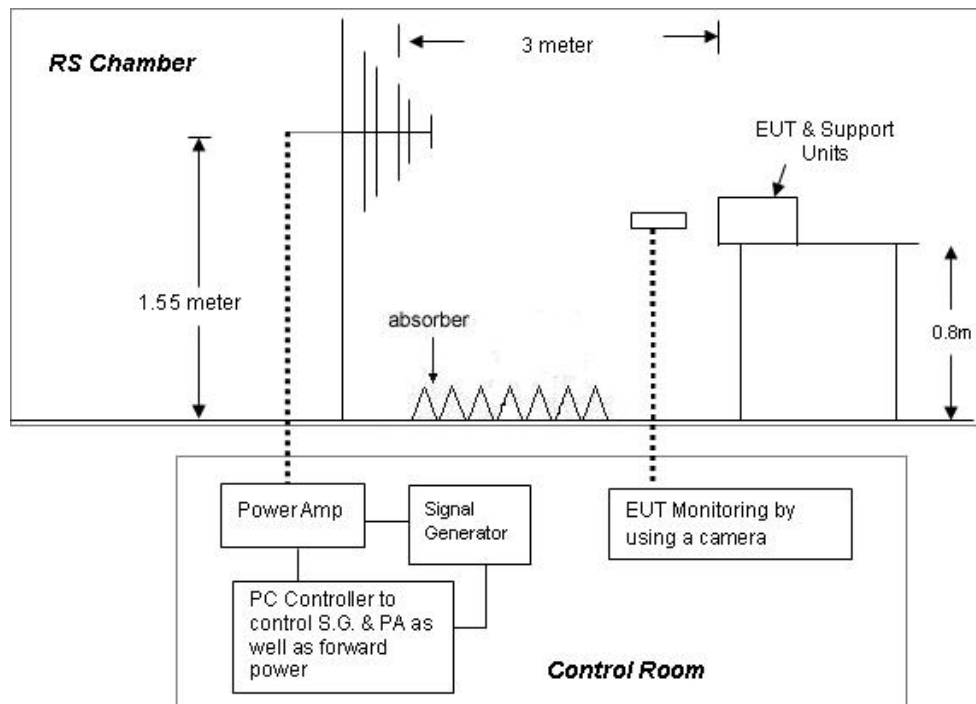 3 meter
RS Chamber
EUT & Support
Units
1.55 meter
absorber
0.8m
Power Amp
Signal
Generator
EUT Monitoring by
using a camera
PC Controller to
control S.G. & PA as
well as forward
power
Control Room